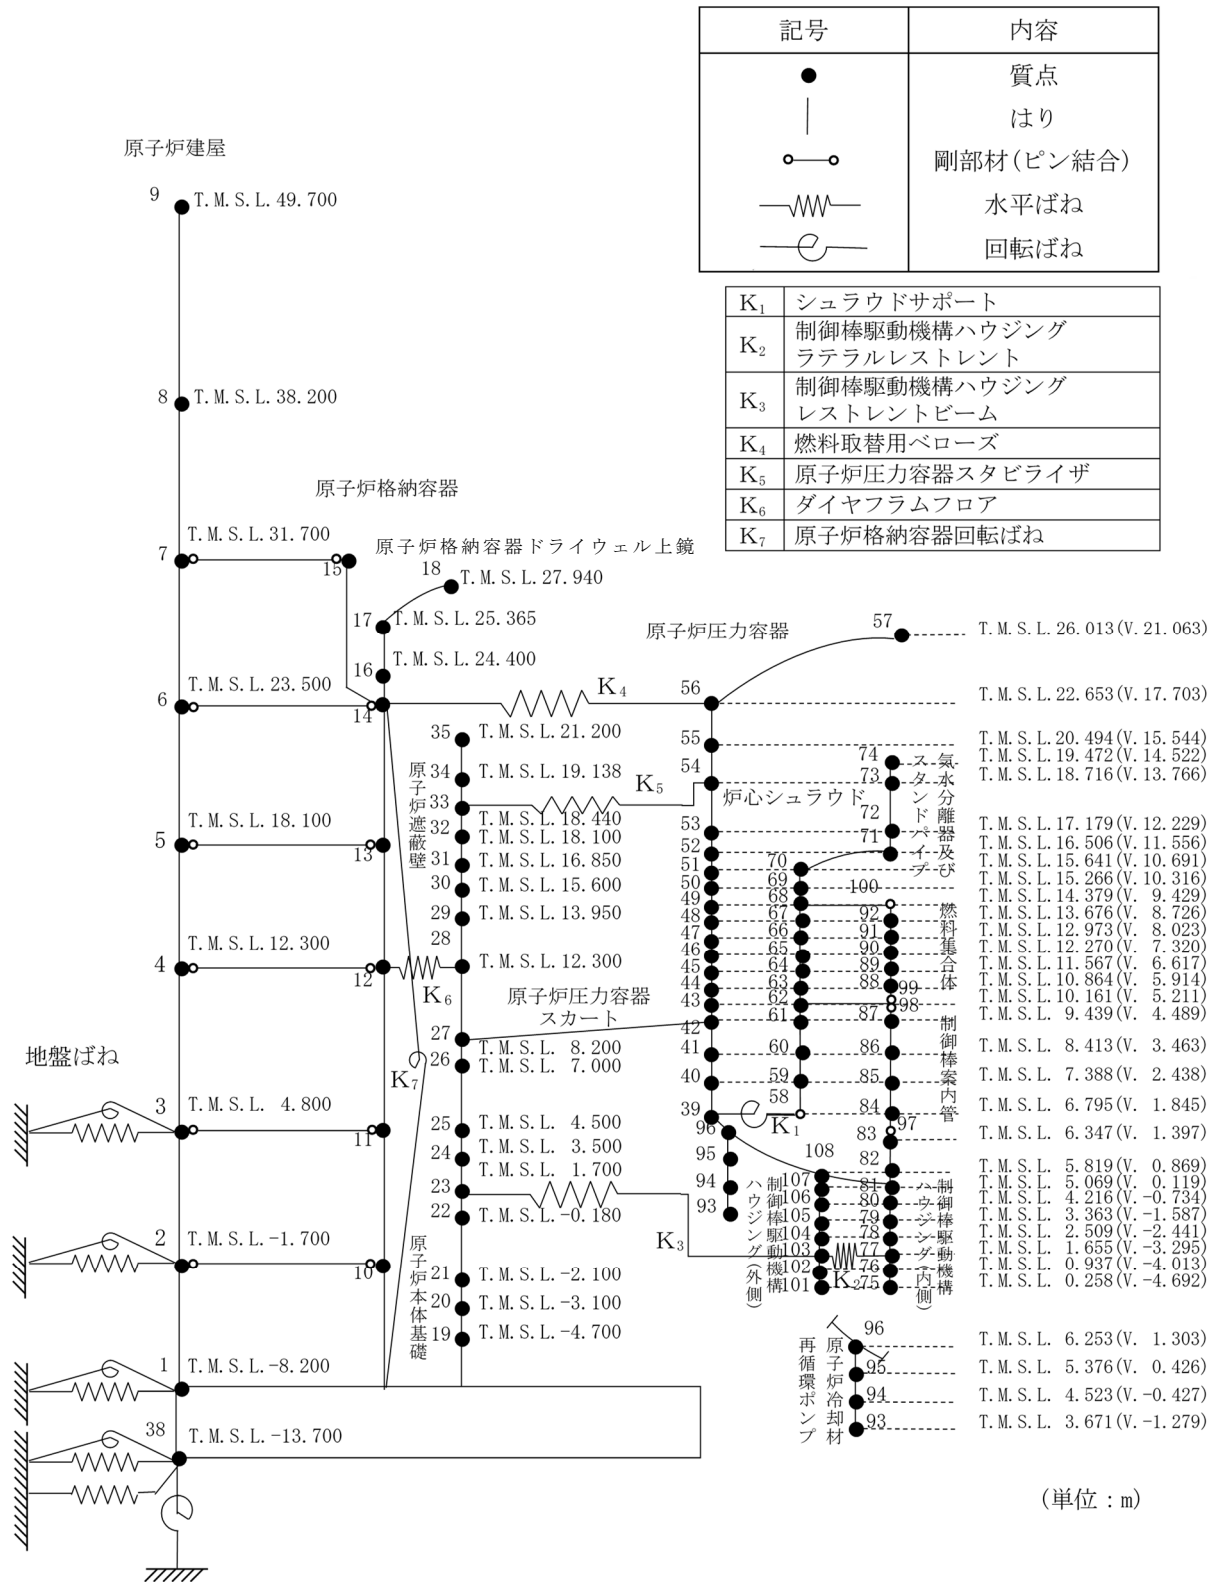 記号 内容
質点
はり
剛部材(ピン結合)
水平ばね
回転ばね
K₁ シュラウドサポート
K₂ 制御棒駆動機構ハウジング
ラテラルレストレント
K₃ 制御棒駆動機構ハウジング
レストレントビーム
K₄ 燃料取替用ベローズ
K₅ 原子炉圧力容器スタビライザ
K₆ ダイヤフラムフロア
K₇ 原子炉格納容器回転ばね
原子炉建屋
9 T.M.S.L.49.700
8 T.M.S.L.38.200
7 T.M.S.L.31.700
6 T.M.S.L.23.500
5 T.M.S.L.18.100
4 T.M.S.L.12.300
地盤ばね
3 T.M.S.L. 4.800
2 T.M.S.L.-1.700
1 T.M.S.L.-8.200
38 T.M.S.L.-13.700
原子炉格納容器
15
原子炉格納容器ドライウェル上鏡
18 T.M.S.L.27.940
17 T.M.S.L.25.365
16 T.M.S.L.24.400
14
13
12
11
10
K₄
K₅
K₆
K₇
K₃
K₁
K₂
原子炉遮蔽壁
35 T.M.S.L.21.200
34 T.M.S.L.19.138
33 T.M.S.L.18.440
32 T.M.S.L.18.100
31 T.M.S.L.16.850
30 T.M.S.L.15.600
29 T.M.S.L.13.950
28 T.M.S.L.12.300
原子炉圧力容器
スカート
27 T.M.S.L. 8.200
26 T.M.S.L. 7.000
25 T.M.S.L. 4.500
24 T.M.S.L. 3.500
23 T.M.S.L. 1.700
22 T.M.S.L.-0.180
原子炉本体基礎
21 T.M.S.L.-2.100
20 T.M.S.L.-3.100
19 T.M.S.L.-4.700
原子炉圧力容器
57
56
55
54
53
52
51
50
49
48
47
46
45
44
43
42
41
40
39
炉心シュラウド
70
69
68
67
66
65
64
63
62
61
60
59
58
気水分離器及び
スタンドパイプ
74
73
72
71
燃料集合体
100
92
91
90
89
88
99
98
制御棒案内管
87
86
85
84
97
83
82
96
95
94
93
制御棒駆動機構
ハウジング(外側)
108
107
106
105
104
103
102
101
制御棒駆動機構
ハウジング(内側)
81
80
79
78
77
76
75
T.M.S.L.26.013(V.21.063)
T.M.S.L.22.653(V.17.703)
T.M.S.L.20.494(V.15.544)
T.M.S.L.19.472(V.14.522)
T.M.S.L.18.716(V.13.766)
T.M.S.L.17.179(V.12.229)
T.M.S.L.16.506(V.11.556)
T.M.S.L.15.641(V.10.691)
T.M.S.L.15.266(V.10.316)
T.M.S.L.14.379(V. 9.429)
T.M.S.L.13.676(V. 8.726)
T.M.S.L.12.973(V. 8.023)
T.M.S.L.12.270(V. 7.320)
T.M.S.L.11.567(V. 6.617)
T.M.S.L.10.864(V. 5.914)
T.M.S.L.10.161(V. 5.211)
T.M.S.L. 9.439(V. 4.489)
T.M.S.L. 8.413(V. 3.463)
T.M.S.L. 7.388(V. 2.438)
T.M.S.L. 6.795(V. 1.845)
T.M.S.L. 6.347(V. 1.397)
T.M.S.L. 5.819(V. 0.869)
T.M.S.L. 5.069(V. 0.119)
T.M.S.L. 4.216(V.-0.734)
T.M.S.L. 3.363(V.-1.587)
T.M.S.L. 2.509(V.-2.441)
T.M.S.L. 1.655(V.-3.295)
T.M.S.L. 0.937(V.-4.013)
T.M.S.L. 0.258(V.-4.692)
原子炉冷却材
再循環ポンプ
96 T.M.S.L. 6.253(V. 1.303)
95 T.M.S.L. 5.376(V. 0.426)
94 T.M.S.L. 4.523(V.-0.427)
93 T.M.S.L. 3.671(V.-1.279)
(単位：m)